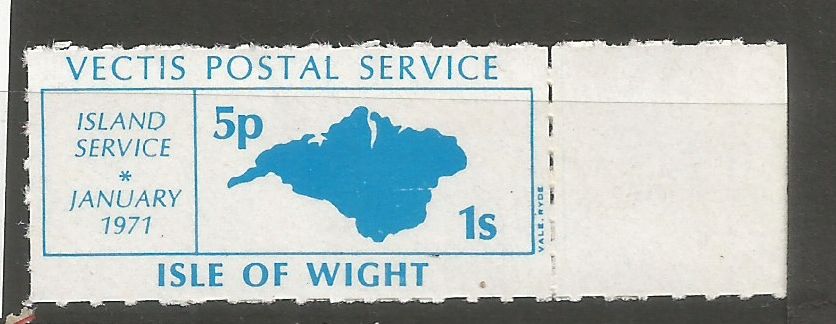 VECTIS POSTAL SERVICE
ISLAND
SERVICE
*
JANUARY
1971
5p
1s
VALE, RYDE
ISLE OF WIGHT